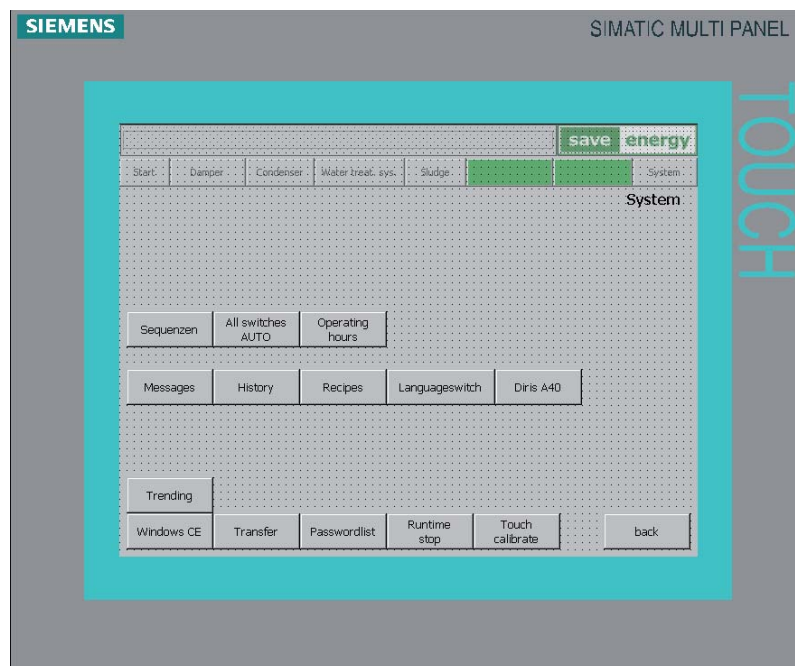 SIEMENS
SIMATIC MULTI PANEL
TOUCH
save energy
Start Damper Condenser Water treat. sys. Sludge System
System
Sequenzen All switches AUTO Operating hours
Messages History Recipes Languageswitch Diris A40
Trending
Windows CE Transfer Passwordlist Runtime stop Touch calibrate back